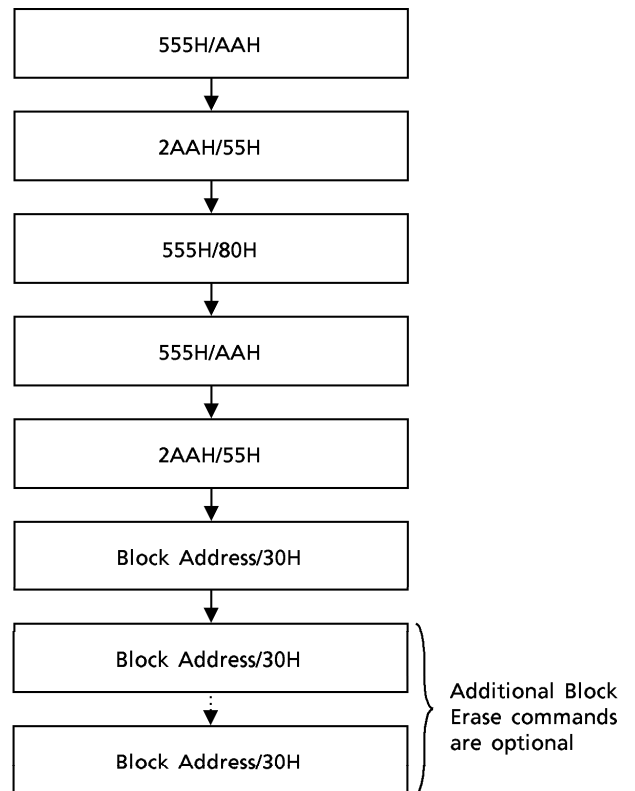 555H/AAH
2AAH/55H
555H/80H
555H/AAH
2AAH/55H
Block Address/30H
Block Address/30H
Block Address/30H
Additional Block
Erase commands
are optional